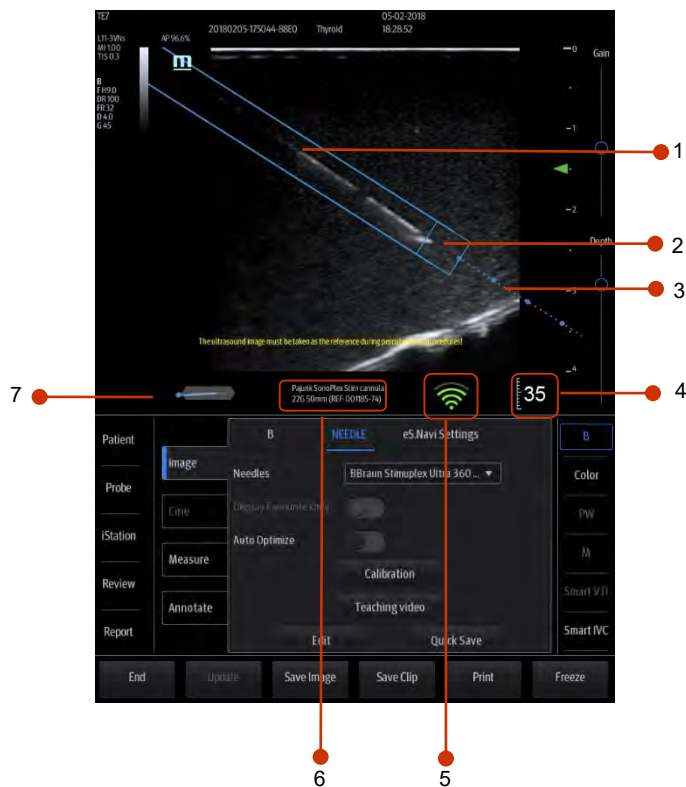 TE7
05-02-2018
20180205-175044-88E0 Thyroid 18:28:52
L11-3VNs
AP 96.6%
MI 1.00
TIS 0.3
m
B
F H9.0
DR 100
FR 32
D 4.0
G 45
0
Gain
1
1
2
2
Depth
3
3
4
The ultrasound image must be taken as the reference during percutaneous procedures!
7
Pajunk SonoPlex Stim cannula
22G 50mm (REF: 001185-74)
35
4
Patient
Probe
iStation
Review
Report
Image
Cine
Measure
Annotate
B NEEDLE eS.Navi Settings
Needles BBraun Stimuplex Ultra 360 ...
Display Favourite Only
Auto Optimize
Calibration
Teaching video
Edit Quick Save
B
Color
PW
M
Smart VTI
Smart IVC
End Update Save Image Save Clip Print Freeze
6 5